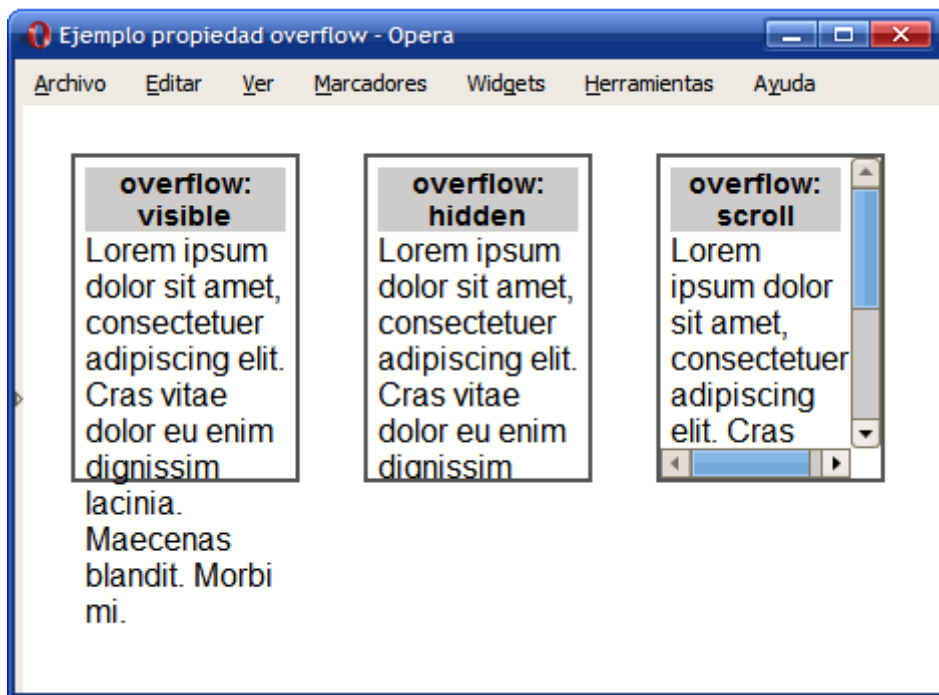 Ejemplo propiedad overflow - Opera
Archivo Editar Ver Marcadores Widgets Herramientas Ayuda
overflow:
visible
Lorem ipsum
dolor sit amet,
consectetuer
adipiscing elit.
Cras vitae
dolor eu enim
dignissim
lacinia.
Maecenas
blandit. Morbi
mi.
overflow:
hidden
Lorem ipsum
dolor sit amet,
consectetuer
adipiscing elit.
Cras vitae
dolor eu enim
dignissim
overflow:
scroll
Lorem
ipsum dolor
sit amet,
consectetuer
adipiscing
elit. Cras